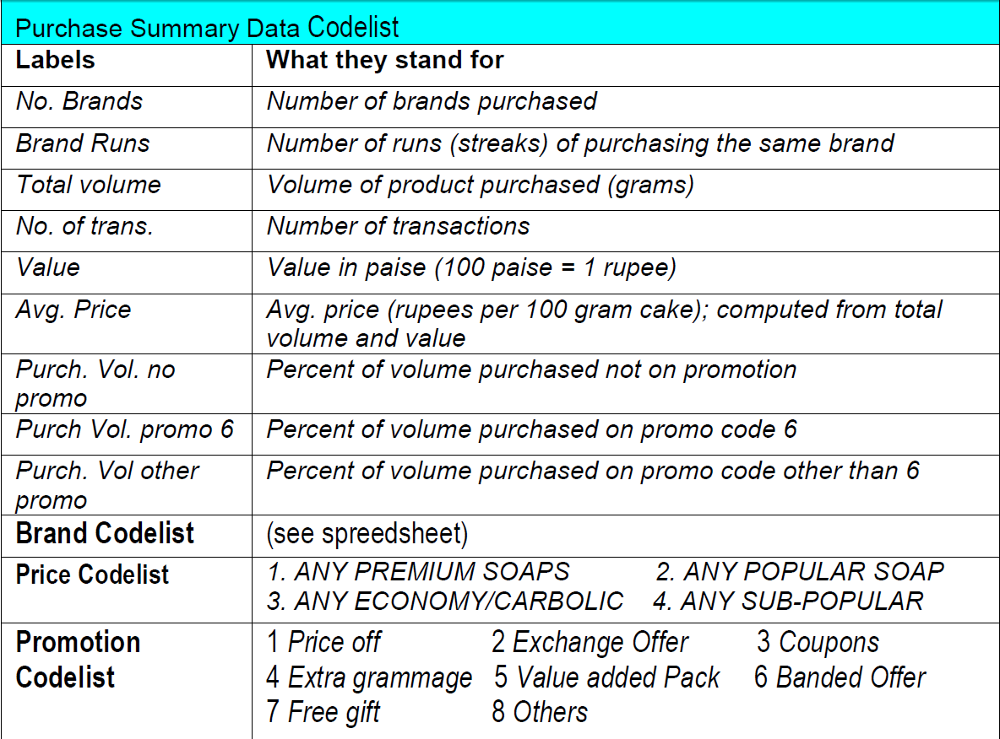 Purchase Summary Data Codelist
Labels What they stand for
No. Brands Number of brands purchased
Brand Runs Number of runs (streaks) of purchasing the same brand
Total volume Volume of product purchased (grams)
No. of trans. Number of transactions
Value Value in paise (100 paise = 1 rupee)
Avg. Price Avg. price (rupees per 100 gram cake); computed from total
volume and value
Purch. Vol. no Percent of volume purchased not on promotion
promo
Purch Vol. promo 6 Percent of volume purchased on promo code 6
Purch. Vol other Percent of volume purchased on promo code other than 6
promo
Brand Codelist (see spreedsheet)
Price Codelist 1. ANY PREMIUM SOAPS 2. ANY POPULAR SOAP
3. ANY ECONOMY/CARBOLIC 4. ANY SUB-POPULAR
Promotion 1 Price off 2 Exchange Offer 3 Coupons
Codelist 4 Extra grammage 5 Value added Pack 6 Banded Offer
7 Free gift 8 Others